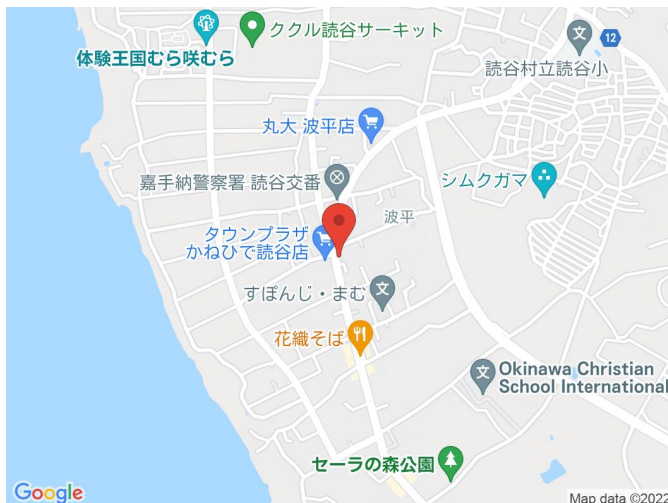 体験王国むら咲むら
ククル読谷サーキット
12
読谷村立読谷小
丸大 波平店
嘉手納警察署 読谷交番
シムクガマ
波平
タウンプラザ
かねひで読谷店
すぽんじ・まむ
花織そば
Okinawa Christian
School International
セーラの森公園
Google
Map data ©2022